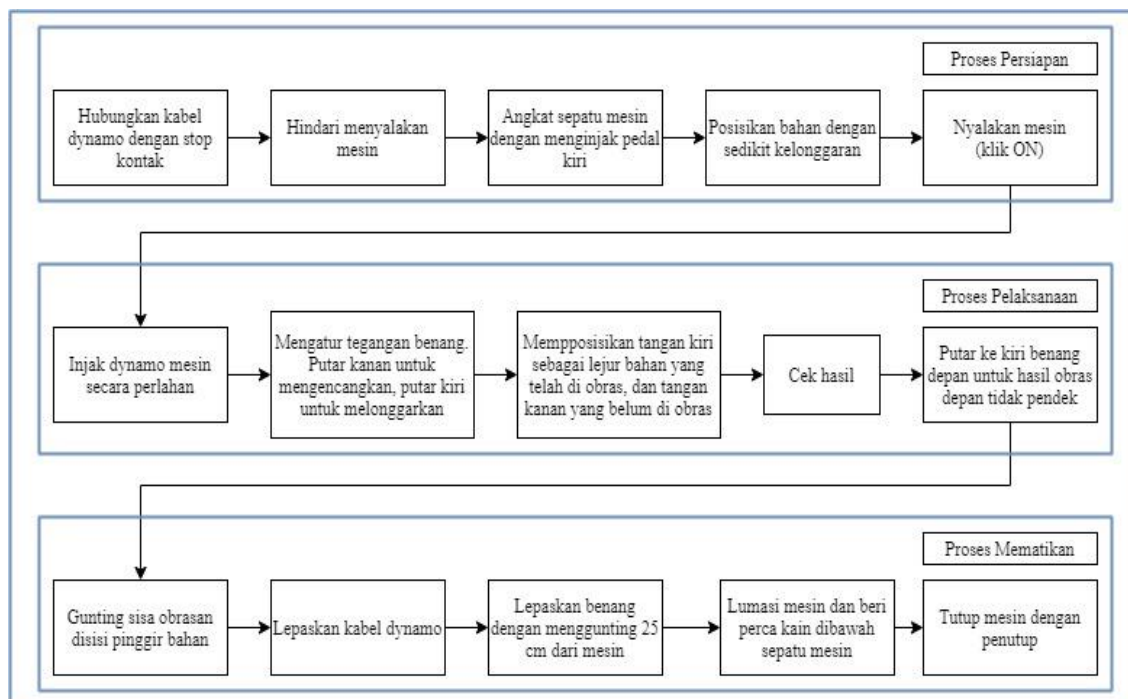 Proses Persiapan
Hubungkan kabel
dynamo dengan stop
kontak
Hindari menyalakan
mesin
Angkat sepatu mesin
dengan menginjak pedal
kiri
Posisikan bahan dengan
sedikit kelonggaran
Nyalakan mesin
(klik ON)
Proses Pelaksanaan
Injak dynamo mesin
secara perlahan
Mengatur tegangan benang.
Putar kanan untuk
mengencangkan, putar kiri
untuk melonggarkan
Mempposisikan tangan kiri
sebagai lejur bahan yang
telah di obras, dan tangan
kanan yang belum di obras
Cek hasil
Putar ke kiri benang
depan untuk hasil obras
depan tidak pendek
Proses Mematikan
Gunting sisa obrasan
disisi pinggir bahan
Lepaskan kabel dynamo
Lepaskan benang
dengan menggunting 25
cm dari mesin
Lumasi mesin dan beri
perca kain dibawah
sepatu mesin
Tutup mesin dengan
penutup